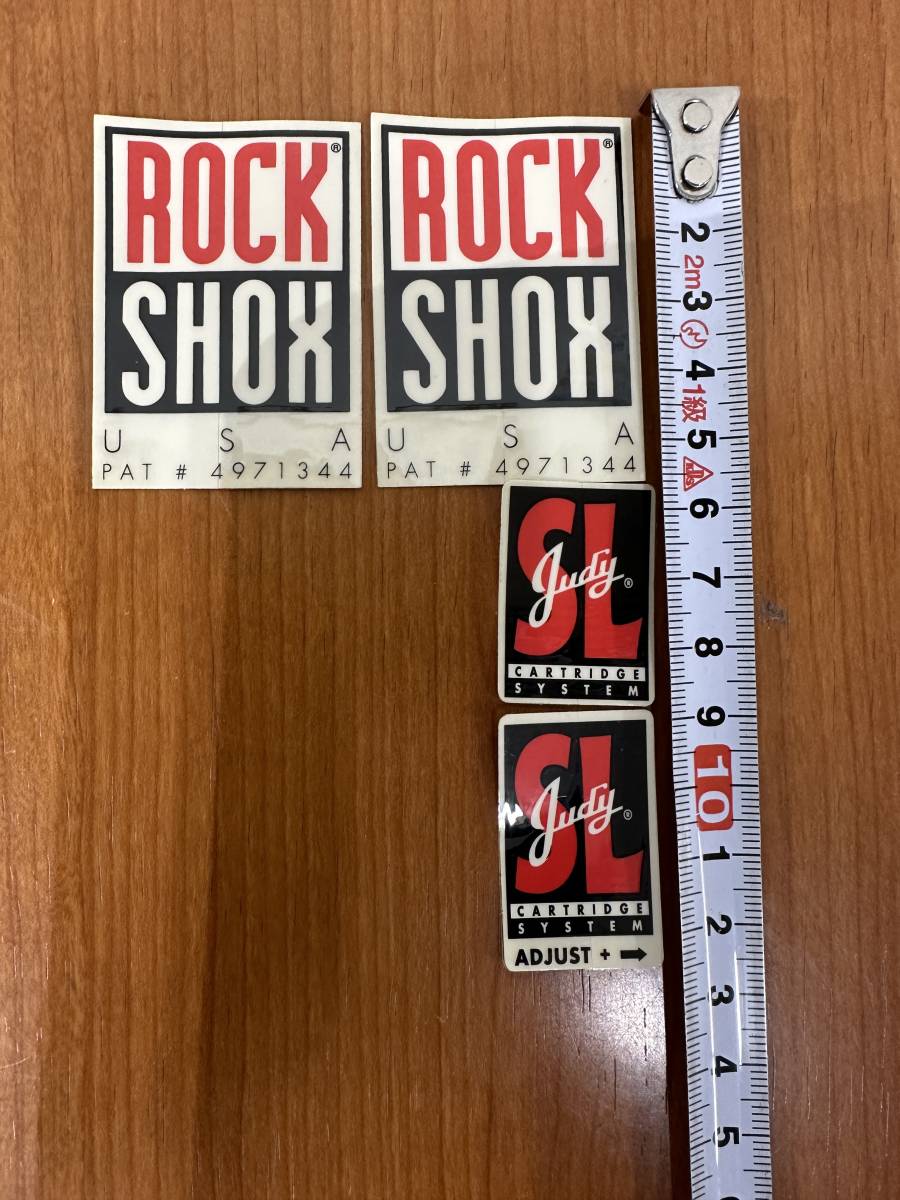 ROCK®
SHOX
U S A
PAT # 4971344
ROCK®
SHOX
U S A
PAT # 4971344
SL
Judy®
CARTRIDGE
SYSTEM
SL
Judy®
CARTRIDGE
SYSTEM
ADJUST + ➡
2
2m
3
4
1級
5
JIS
6
7
8
9
10
1
2
3
4
5